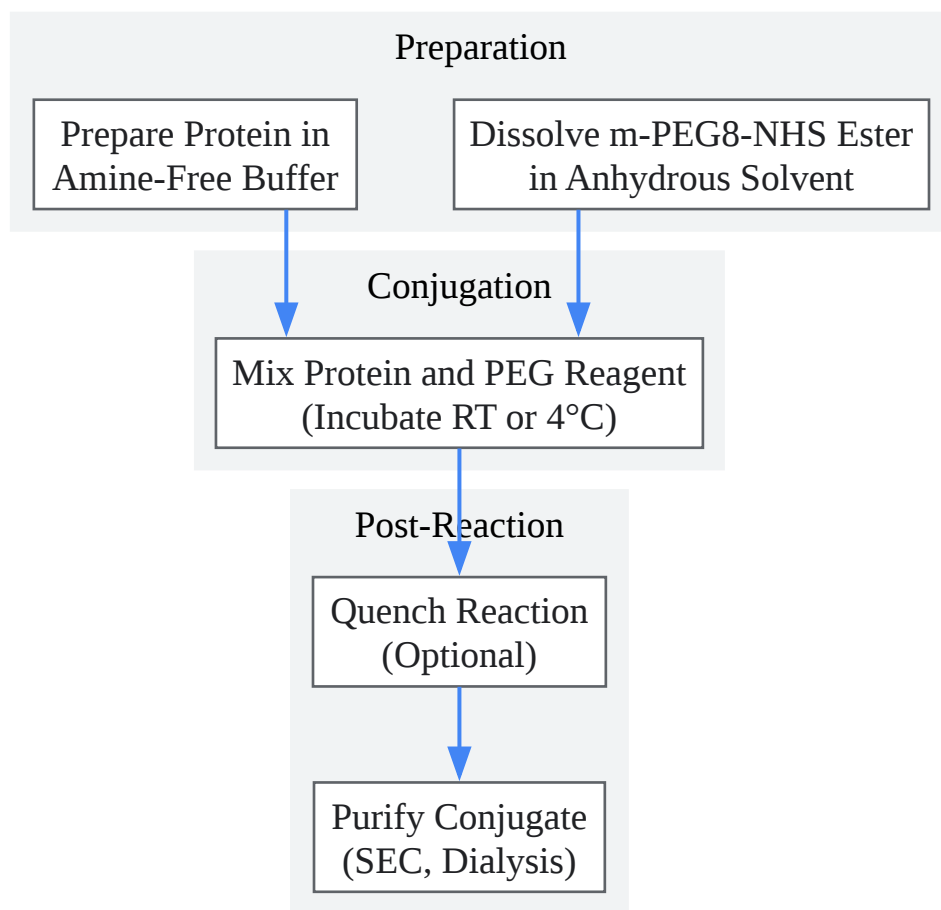 Preparation
Prepare Protein in
Amine-Free Buffer
Dissolve m-PEG8-NHS Ester
in Anhydrous Solvent
Conjugation
Mix Protein and PEG Reagent
(Incubate RT or 4°C)
Post-Reaction
Quench Reaction
(Optional)
Purify Conjugate
(SEC, Dialysis)